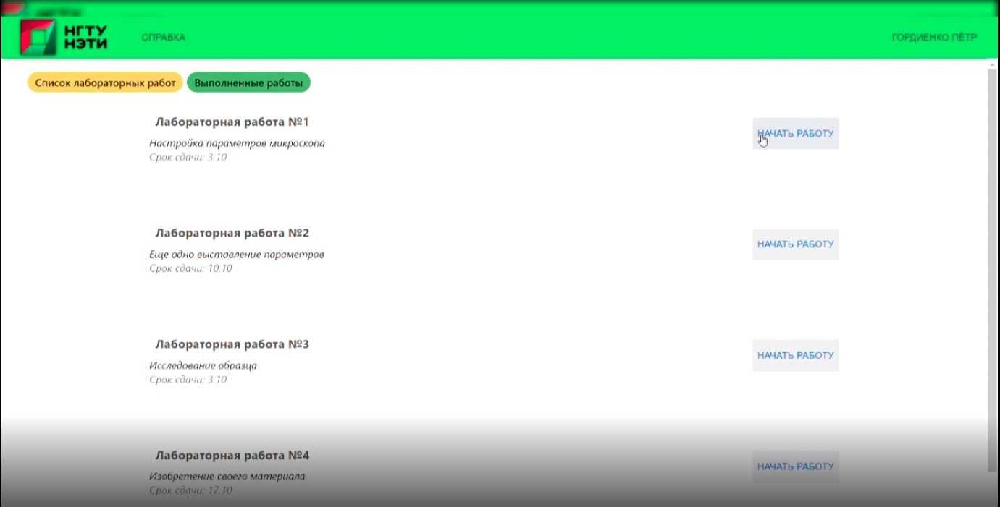 НГТУ
НЭТИ
СПРАВКА
ГОРДИЕНКО ПЁТР
Список лабораторных работ
Выполненные работы
Лабораторная работа №1
Настройка параметров микроскопа
Срок сдачи: 3.10
НАЧАТЬ РАБОТУ
Лабораторная работа №2
Еще одно выставление параметров
Срок сдачи: 10.10
НАЧАТЬ РАБОТУ
Лабораторная работа №3
Исследование образца
Срок сдачи: 3.10
НАЧАТЬ РАБОТУ
Лабораторная работа №4
Изобретение своего материала
Срок сдачи: 17.10
НАЧАТЬ РАБОТУ